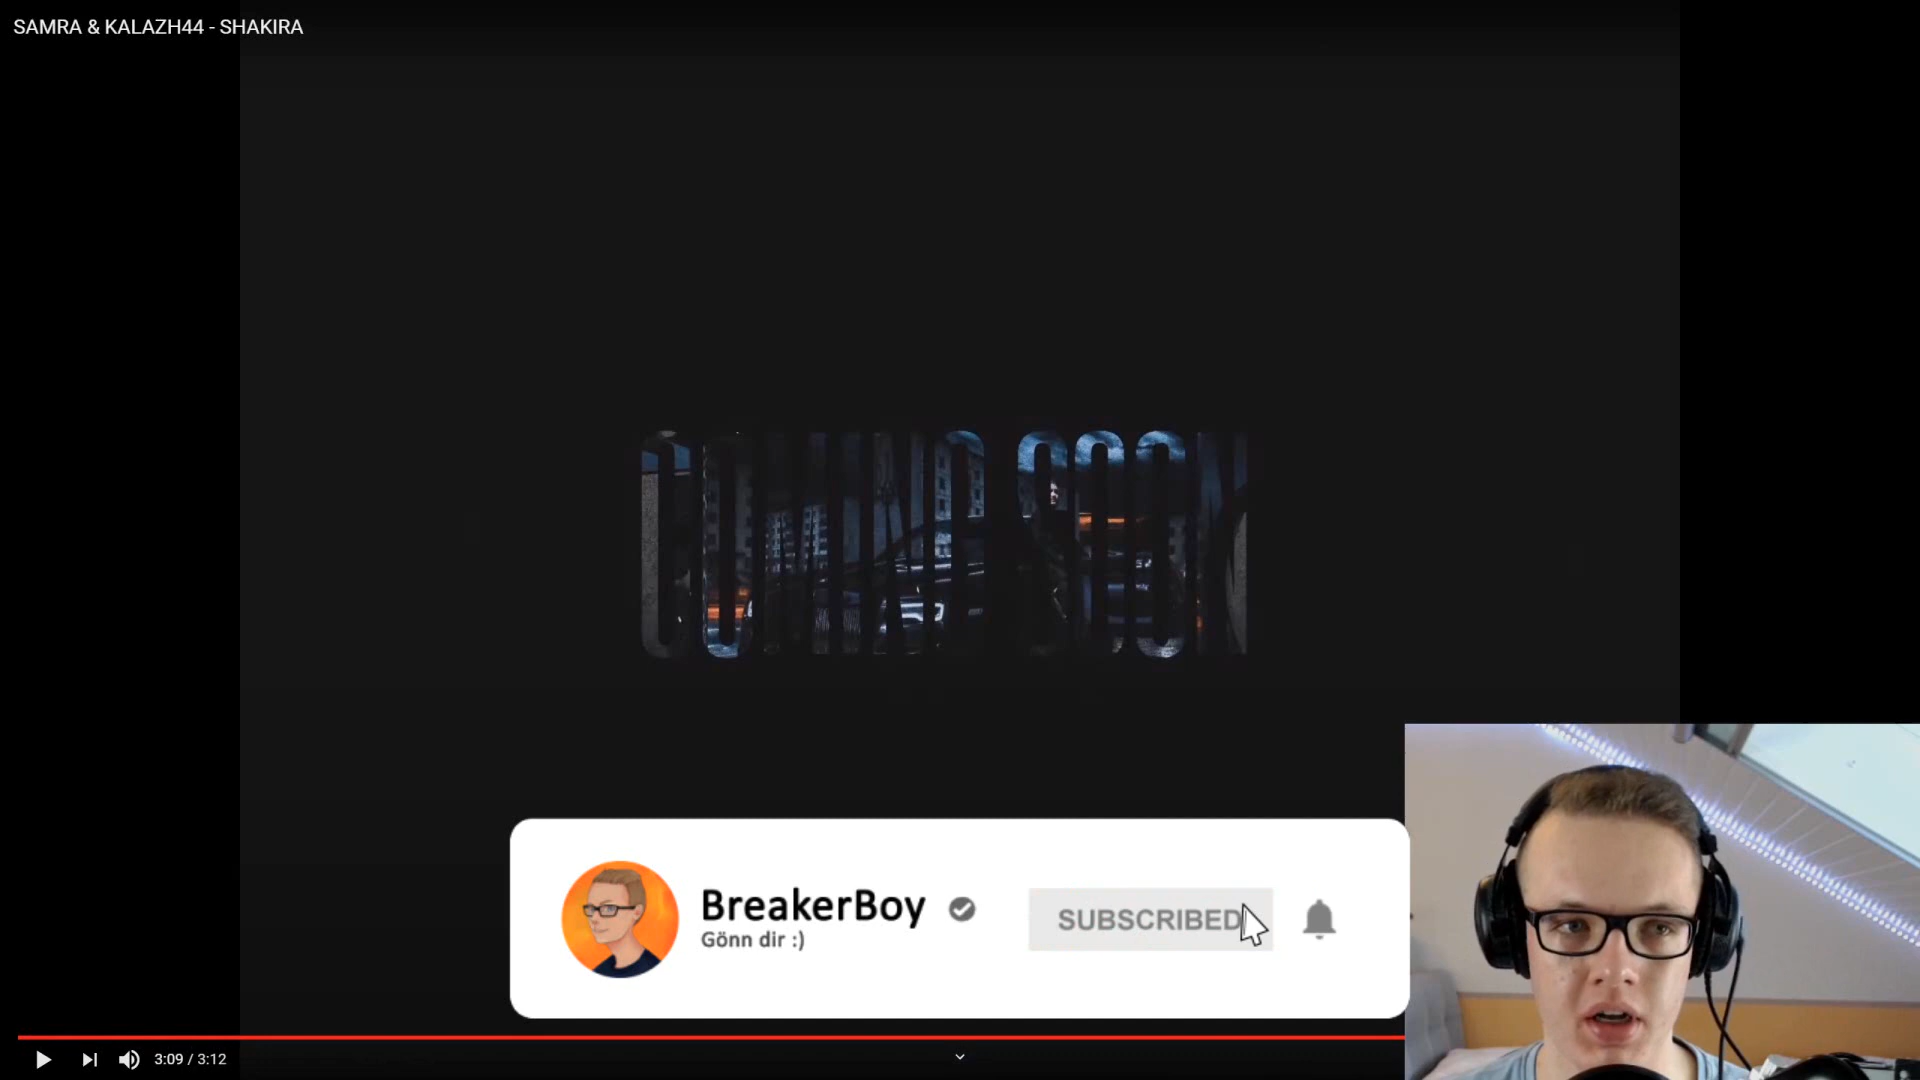 SAMRA & KALAZH44 - SHAKIRA
COMING SOON
BreakerBoy
Gönn dir :)
SUBSCRIBED
3:09 / 3:12